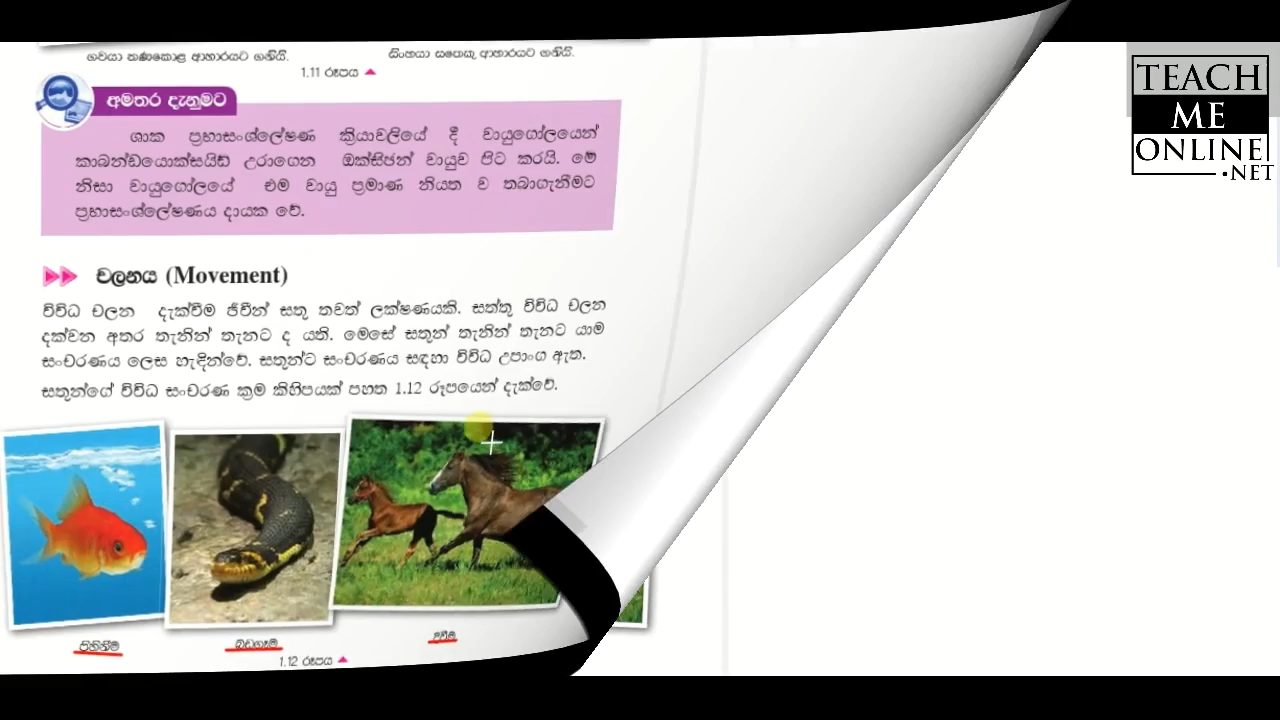 ගවයා තණකොළ ආහාරයට ගනියි.
සිංහයා සතෙකු ආහාරයට ගනියි.
1.11 රූපය
අමතර දැනුමට
ශාක ප්‍රභාසංශ්ලේෂණ ක්‍රියාවලියේ දී වායුගෝලයෙන්
කාබන්ඩයොක්සයිඩ් උරාගෙන ඔක්සිජන් වායුව පිට කරයි. මේ
නිසා වායුගෝලයේ එම වායු ප්‍රමාණ නියත ව තබාගැනීමට
ප්‍රභාසංශ්ලේෂණය දායක වේ.
චලනය (Movement)
විවිධ චලන දැක්වීම ජීවීන් සතු තවත් ලක්ෂණයකි. සත්තු විවිධ චලන
දක්වන අතර තැනින් තැනට ද යති. මෙසේ සතුන් තැනින් තැනට යාම
සංචරණය ලෙස හැඳින්වේ. සතුන්ට සංචරණය සඳහා විවිධ උපාංග ඇත.
සතුන්ගේ විවිධ සංචරණ ක්‍රම කිහිපයක් පහත 1.12 රූපයෙන් දැක්වේ.
පිහිනීම
බඩගෑම
දුවීම
1.12 රූපය
TEACH
ME
ONLINE
.NET